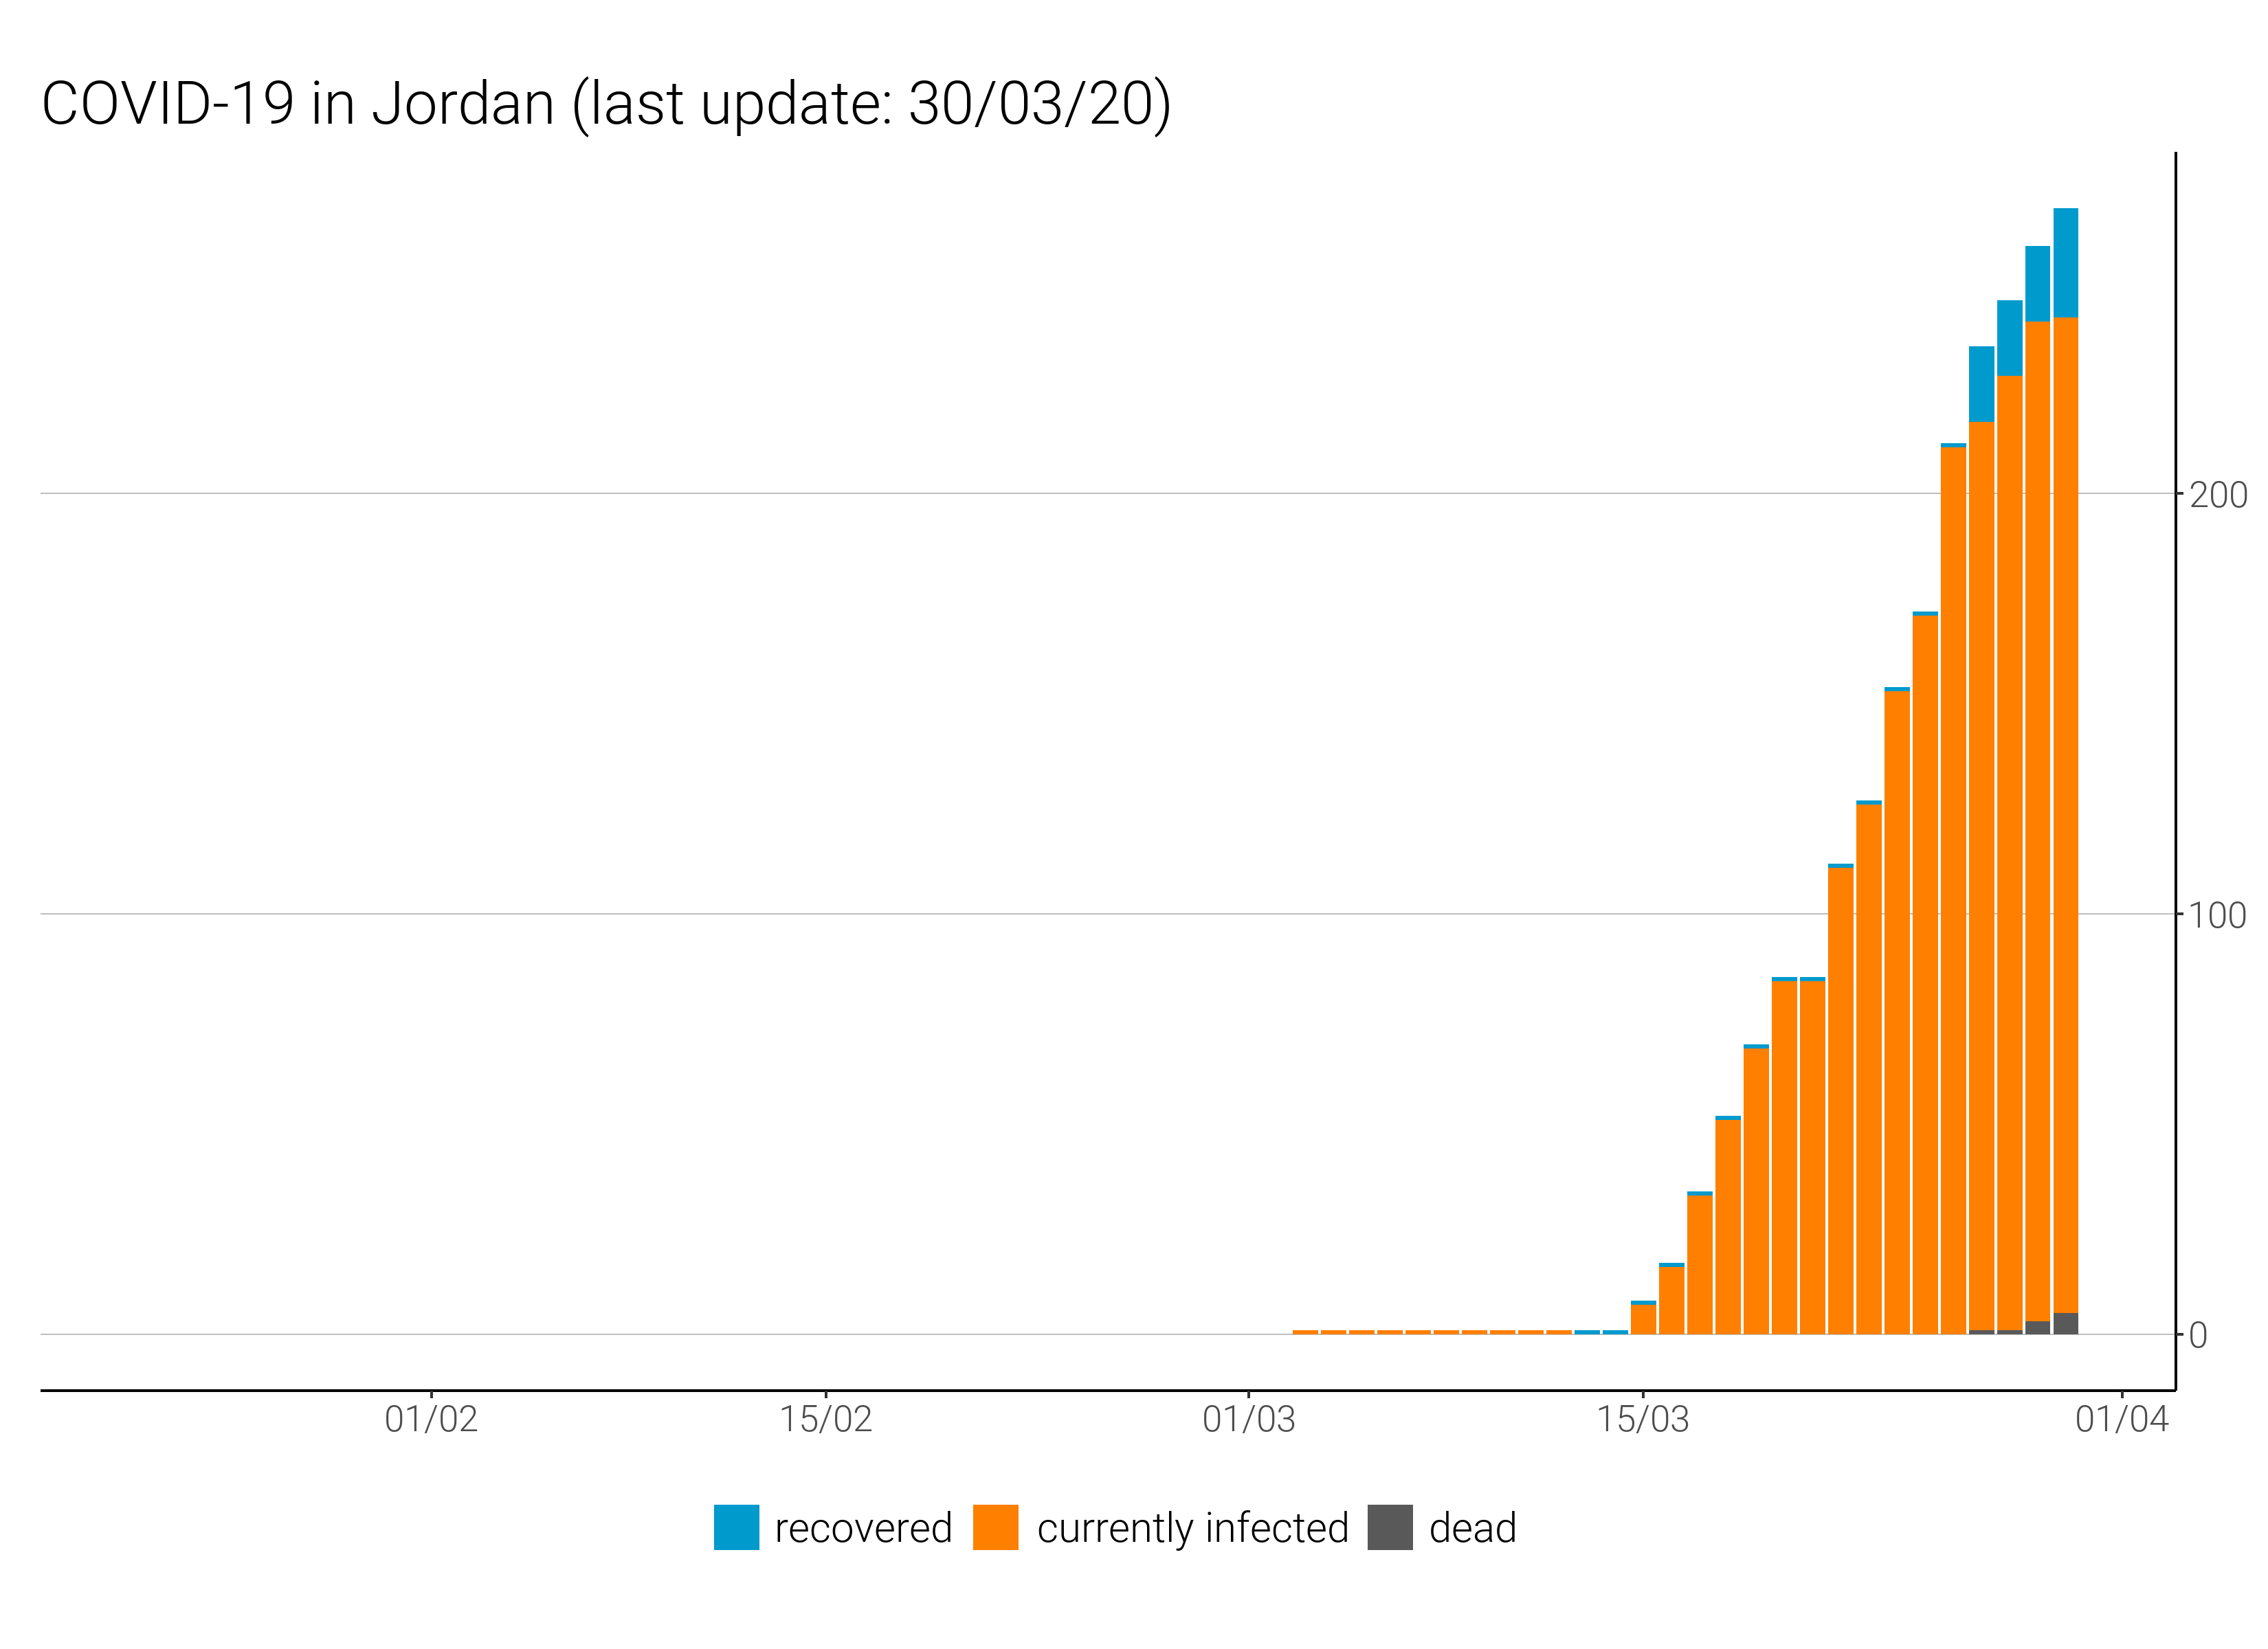 COVID-19 in Jordan (last update: 30/03/20)
200
100
0
01/02 15/02 01/03 15/03 01/04
recovered currently infected dead